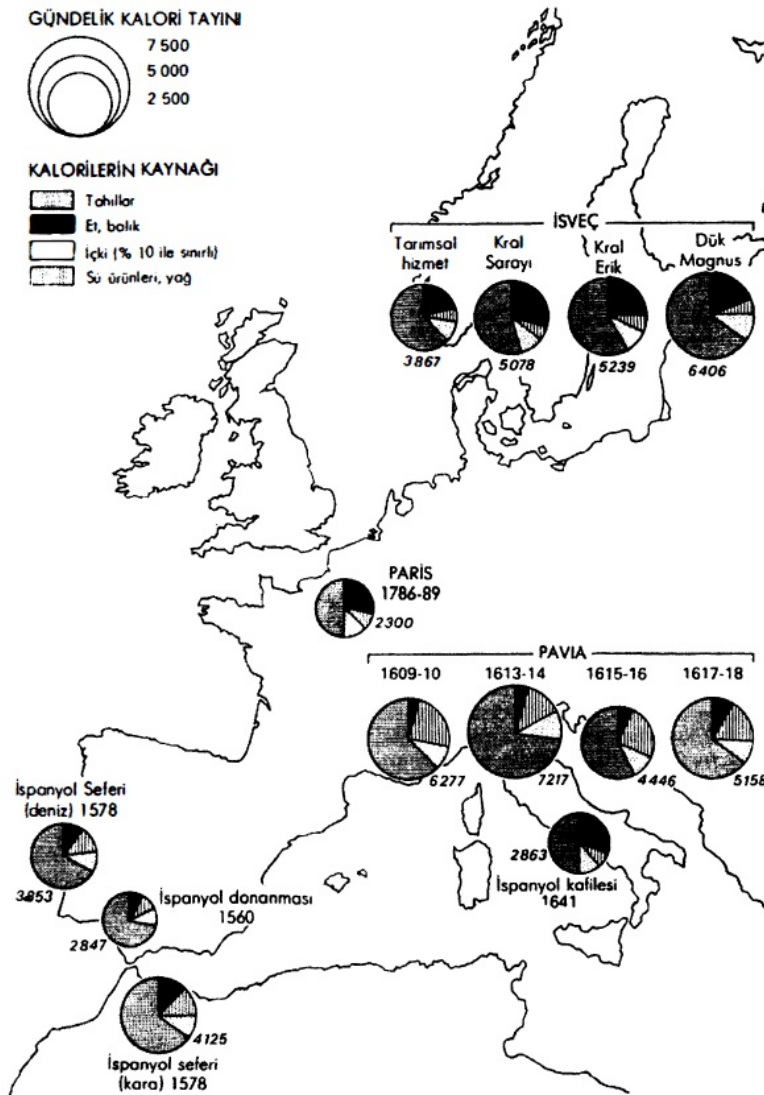 GÜNDELİK KALORİ TAYINI
7 500
5 000
2 500
KALORİLERİN KAYNAĞI
Tahıllar
Et, balık
İçki (% 10 ile sınırlı)
Sü ürünleri, yağ
İSVEÇ
Tarımsal
hizmet
3867
Kral
Sarayı
5078
Kral
Erik
5239
Dük
Magnus
6406
PARİS
1786-89
2300
PAVIA
1609-10
6277
1613-14
7217
1615-16
4446
1617-18
5158
İspanyol Seferi
(deniz) 1578
3853
İspanyol donanması
1560
2847
2863
İspanyol kafilesi
1641
4125
İspanyol seferi
(kara) 1578